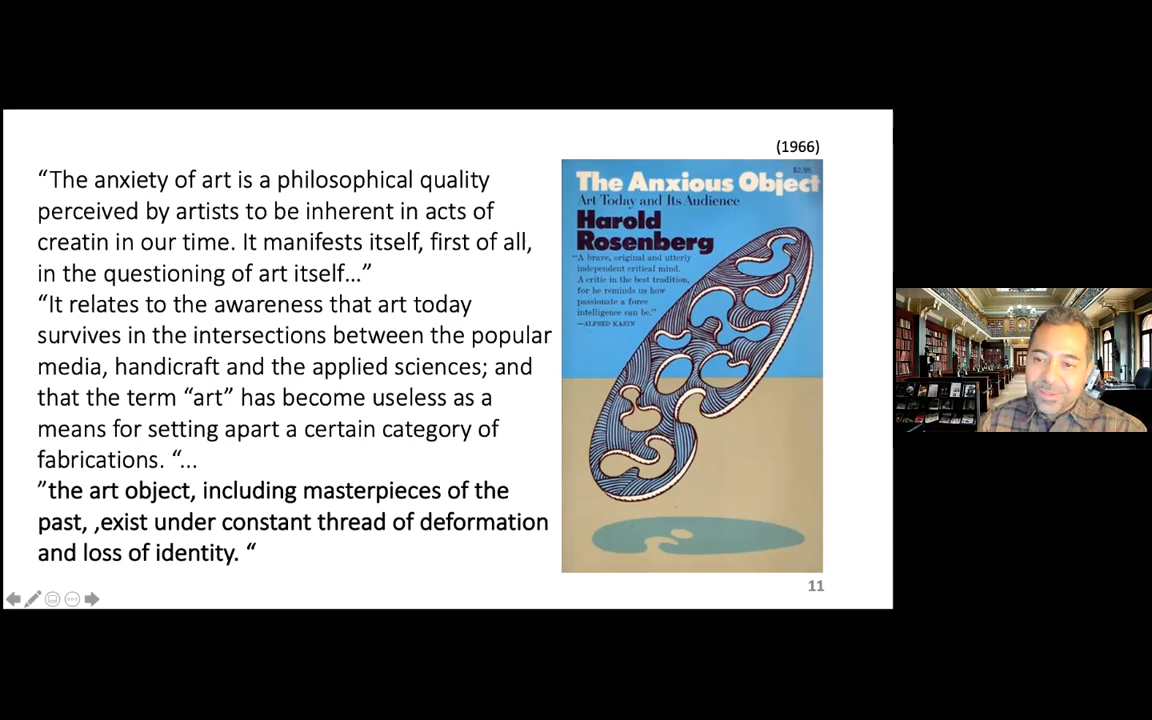 (1966)
“The anxiety of art is a philosophical quality
perceived by artists to be inherent in acts of
creatin in our time. It manifests itself, first of all,
in the questioning of art itself...”
“It relates to the awareness that art today
survives in the intersections between the popular
media, handicraft and the applied sciences; and
that the term “art” has become useless as a
means for setting apart a certain category of
fabrications. “...
”the art object, including masterpieces of the
past, ,exist under constant thread of deformation
and loss of identity. “
$2.95
The Anxious Object
Art Today and Its Audience
Harold
Rosenberg
“A brave, original and utterly
independent critical mind.
A critic in the best tradition,
for he reminds us how
passionate a force
intelligence can be.”
—ALFRED KAZIN
11